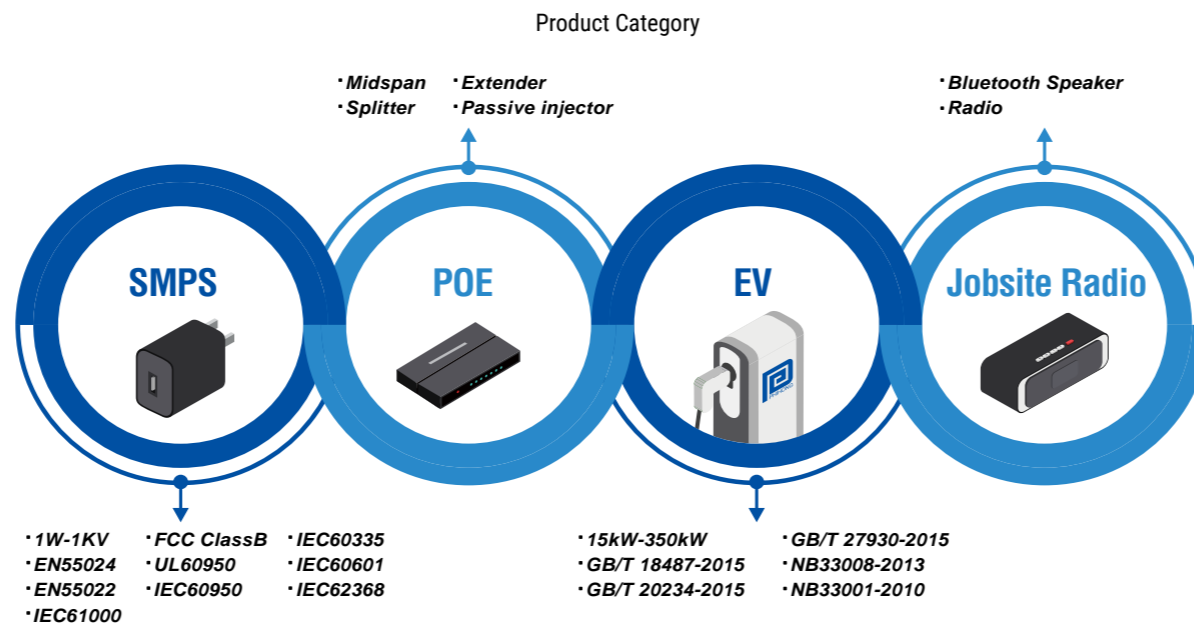 Product Category
·Midspan ·Extender
·Splitter ·Passive injector
·Bluetooth Speaker
·Radio
SMPS
POE
EV
Jobsite Radio
PHIHONG
·1W-1KV ·FCC ClassB ·IEC60335
·EN55024 ·UL60950 ·IEC60601
·EN55022 ·IEC60950 ·IEC62368
·IEC61000
·15kW-350kW ·GB/T 27930-2015
·GB/T 18487-2015 ·NB33008-2013
·GB/T 20234-2015 ·NB33001-2010